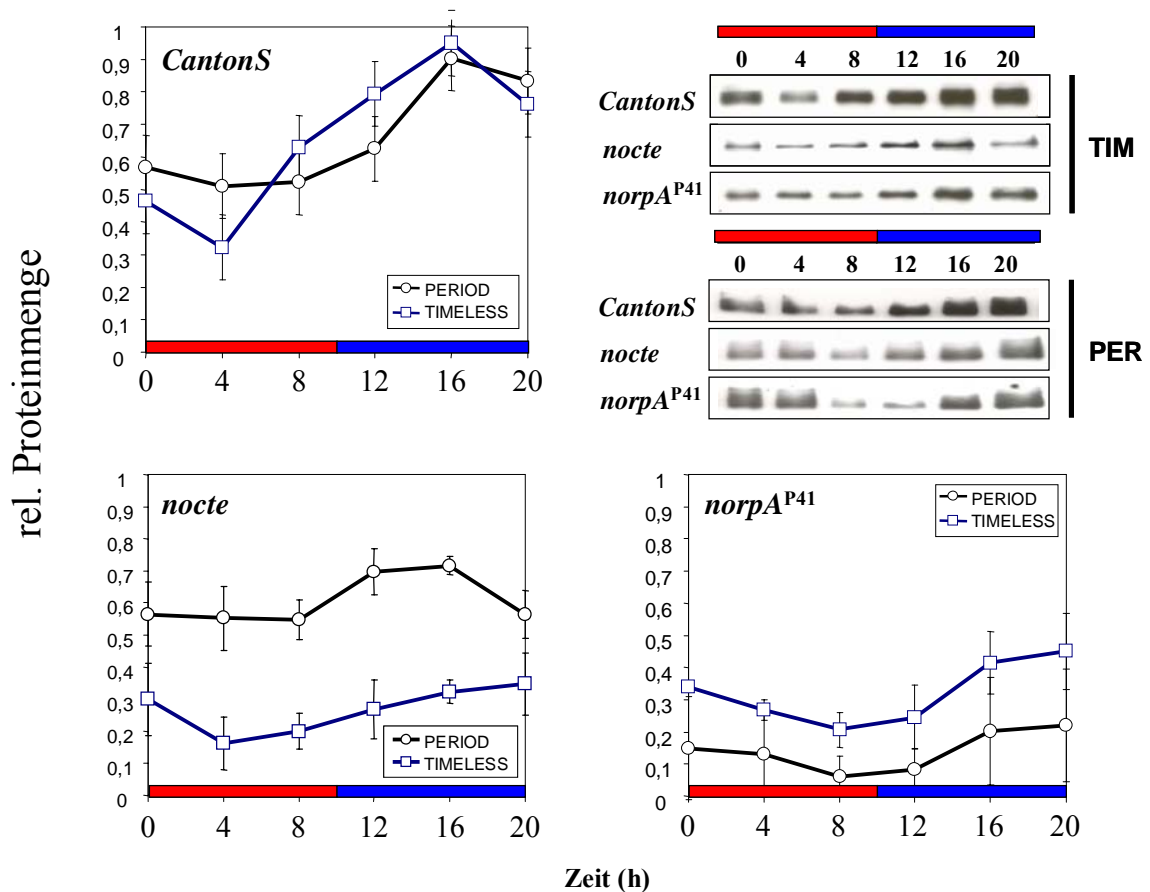 rel. Proteinmenge
CantonS
1
0,9
0,8
0,7
0,6
0,5
0,4
0,3
0,2
0,1
0
PERIOD
TIMELESS
0 4 8 12 16 20
0 4 8 12 16 20
CantonS
nocte
norpA^P41
TIM
0 4 8 12 16 20
CantonS
nocte
norpA^P41
PER
nocte
1
0,9
0,8
0,7
0,6
0,5
0,4
0,3
0,2
0,1
0
PERIOD
TIMELESS
0 4 8 12 16 20
norpA^P41
1
0,9
0,8
0,7
0,6
0,5
0,4
0,3
0,2
0,1
0
PERIOD
TIMELESS
0 4 8 12 16 20
Zeit (h)